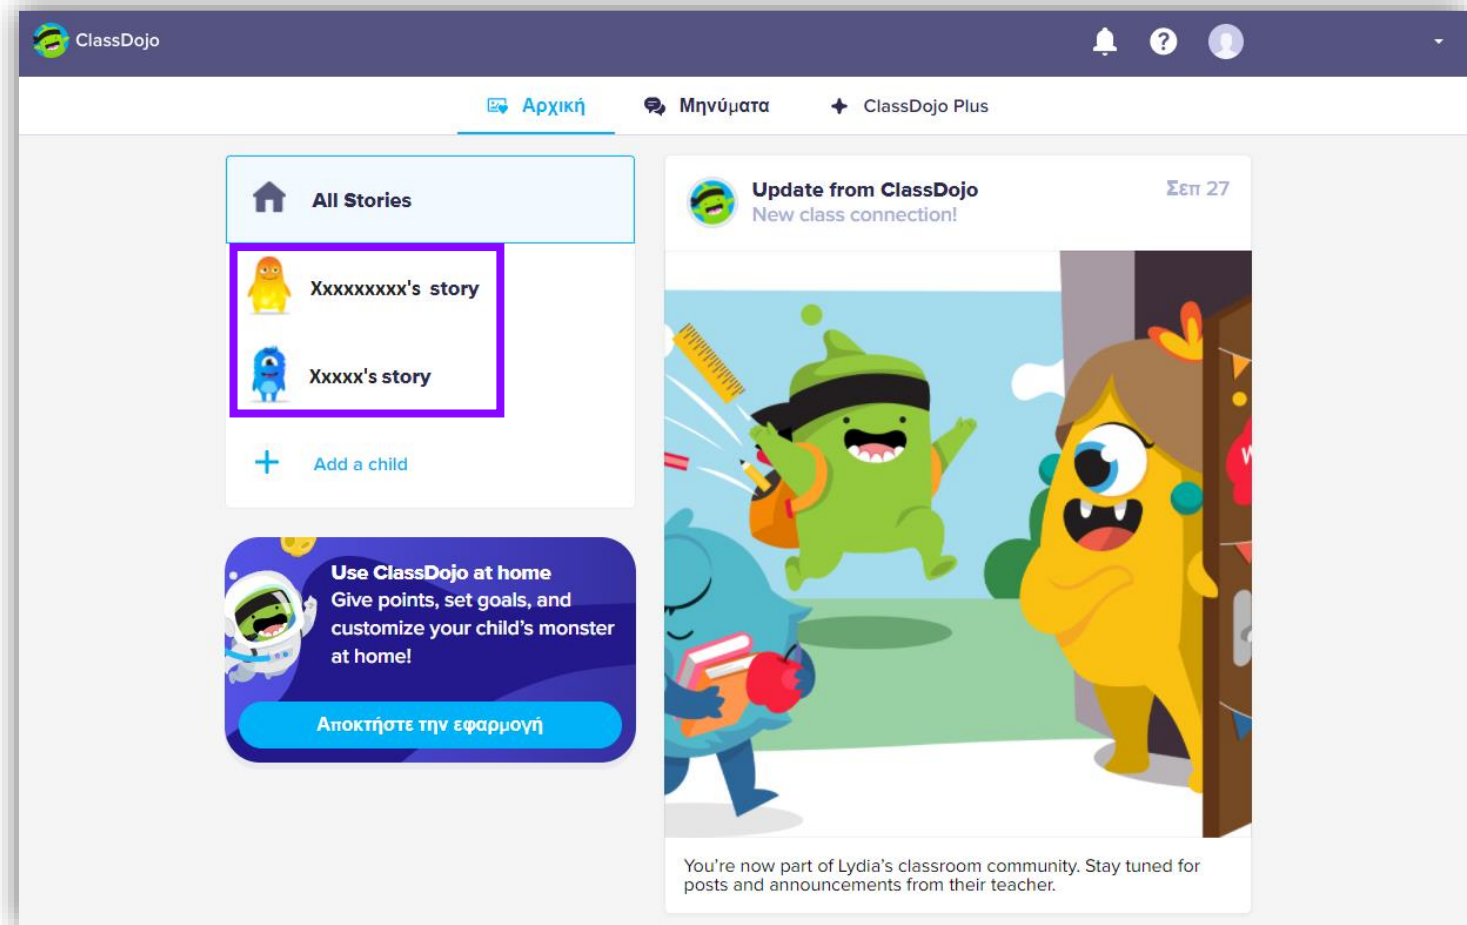 ClassDojo
Αρχική
Μηνύματα
ClassDojo Plus
All Stories
Xxxxxxxxx's story
Xxxxx's story
Add a child
Use ClassDojo at home
Give points, set goals, and
customize your child's monster
at home!
Αποκτήστε την εφαρμογή
Update from ClassDojo
Σεπ 27
New class connection!
You're now part of Lydia's classroom community. Stay tuned for
posts and announcements from their teacher.